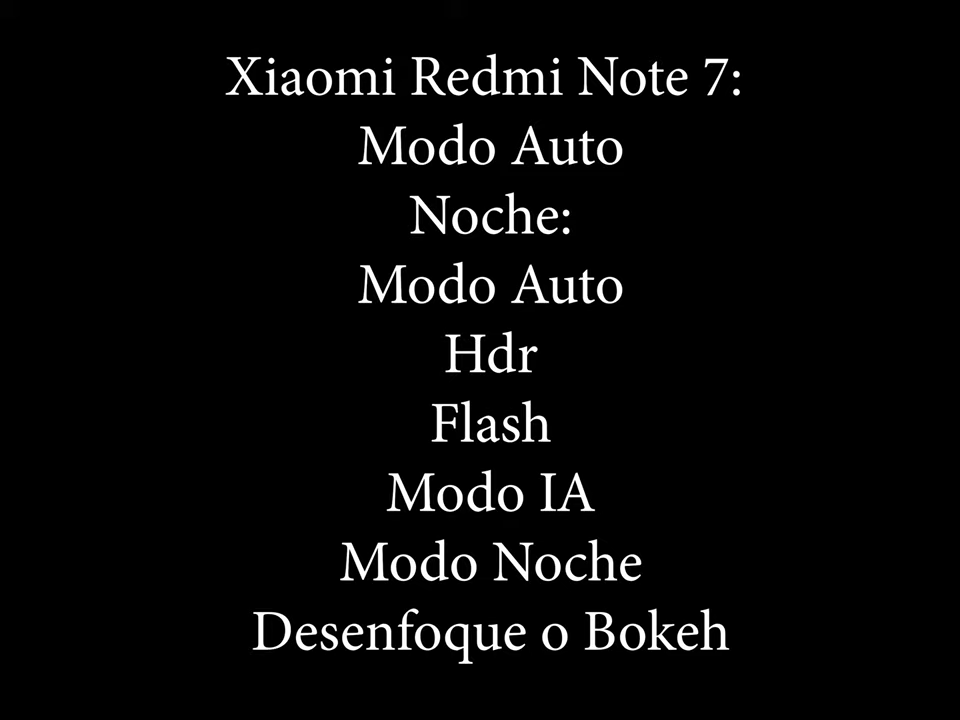 Xiaomi Redmi Note 7:
Modo Auto
Noche:
Modo Auto
Hdr
Flash
Modo IA
Modo Noche
Desenfoque o Bokeh